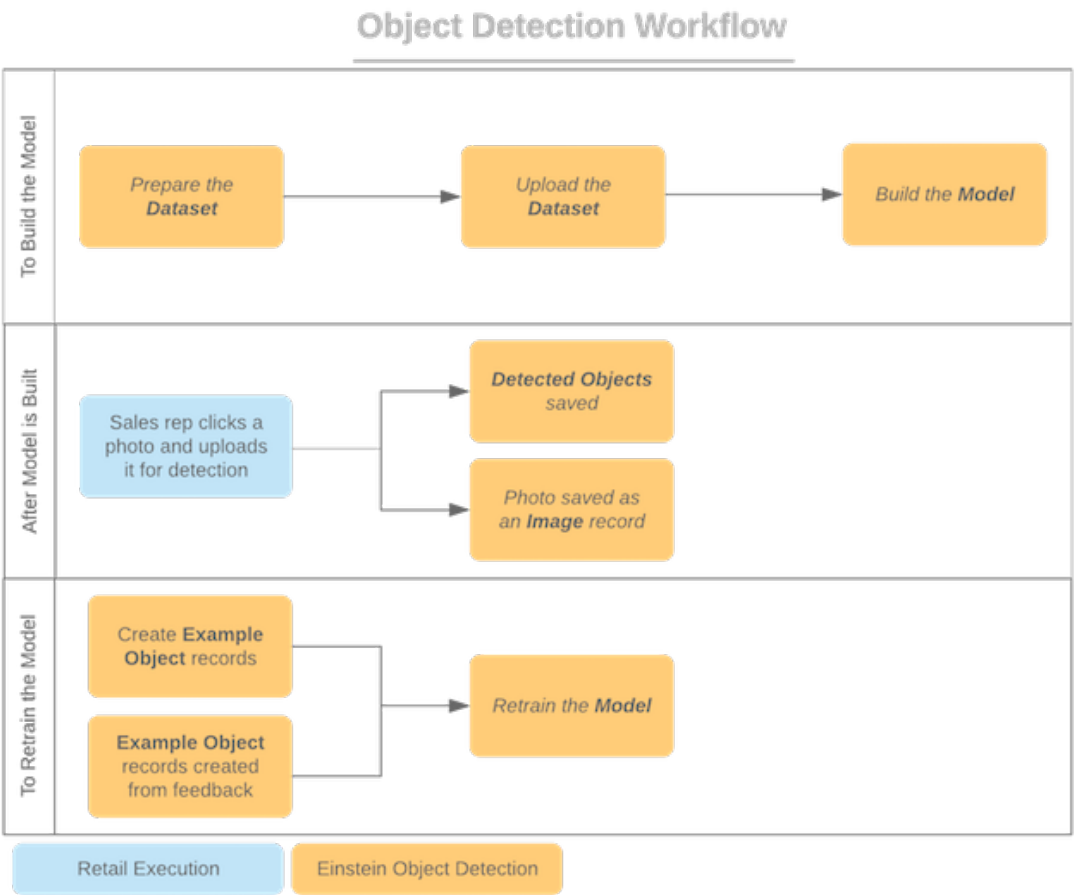 Object Detection Workflow
To Build the Model
Prepare the
Dataset
Upload the
Dataset
Build the Model
After Model is Built
Sales rep clicks a
photo and uploads
it for detection
Detected Objects
saved
Photo saved as
an Image record
To Retrain the Model
Create Example
Object records
Example Object
records created
from feedback
Retrain the Model
Retail Execution
Einstein Object Detection